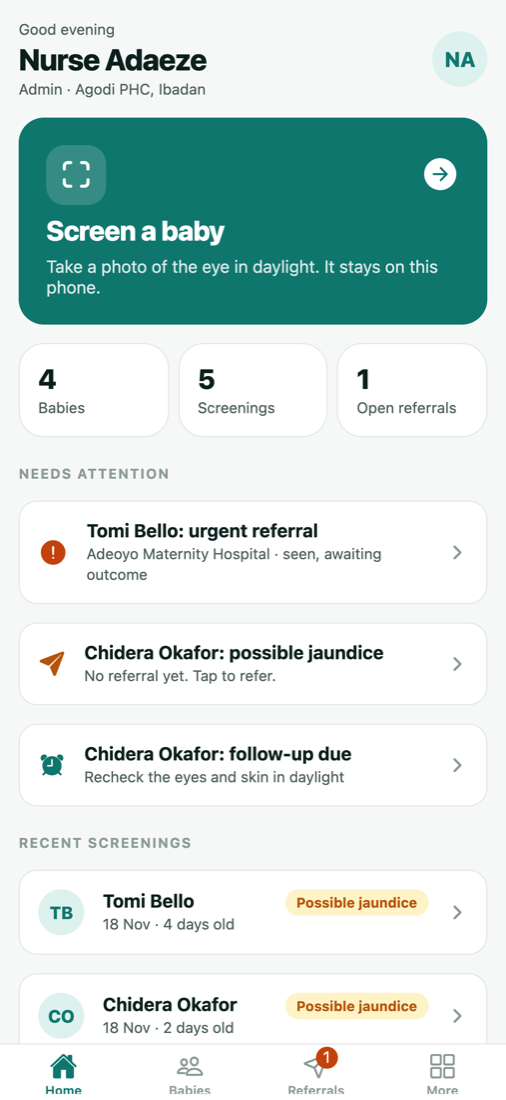 Good evening
Nurse Adaeze
NA
Admin · Agodi PHC, Ibadan
Screen a baby
Take a photo of the eye in daylight. It stays on this
phone.
4
Babies
5
Screenings
1
Open referrals
NEEDS ATTENTION
!
Tomi Bello: urgent referral
Adeoyo Maternity Hospital · seen, awaiting
outcome
Chidera Okafor: possible jaundice
No referral yet. Tap to refer.
Chidera Okafor: follow-up due
Recheck the eyes and skin in daylight
RECENT SCREENINGS
TB
Tomi Bello
Possible jaundice
18 Nov · 4 days old
CO
Chidera Okafor
Possible jaundice
18 Nov · 2 days old
1
Home
Babies
Referrals
More